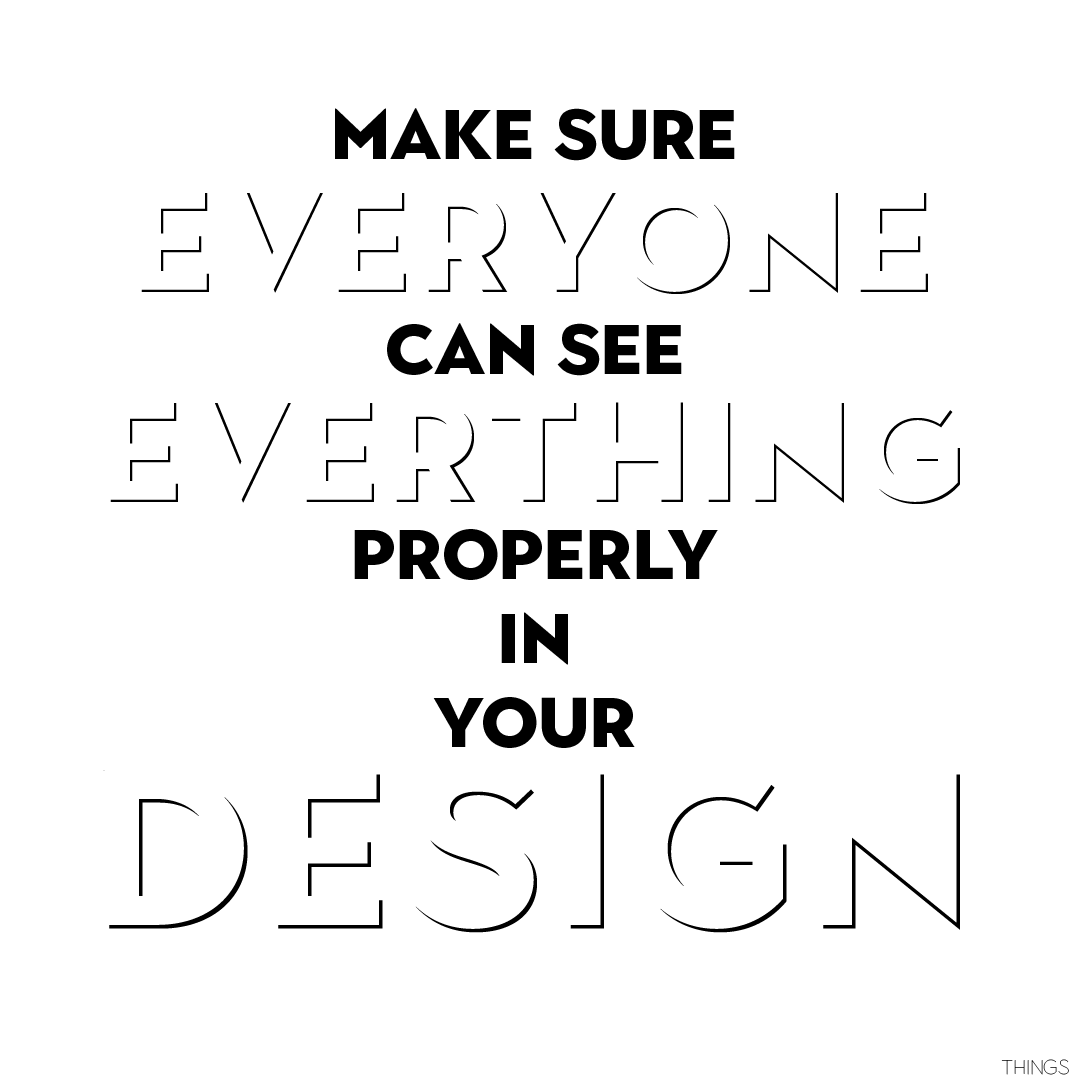 MAKE SURE
EVERYONE
CAN SEE
EVERTHING
PROPERLY
IN
YOUR
DESIGN
THINGS